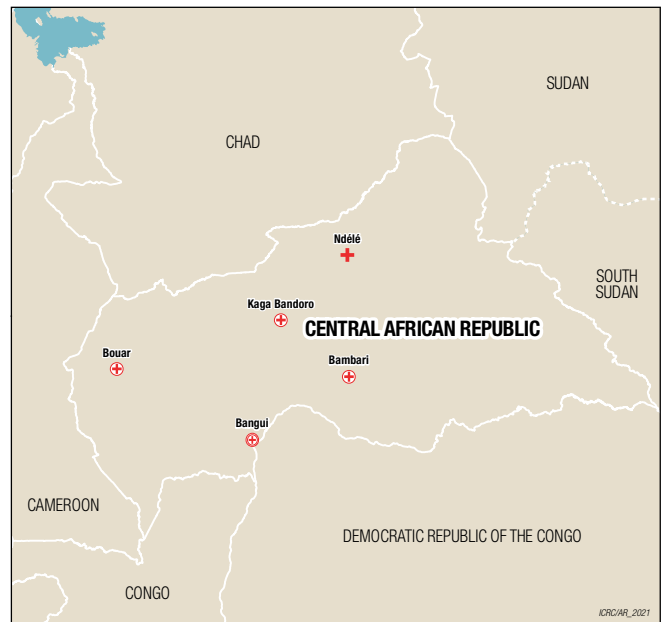 SUDAN
CHAD
Ndélé
SOUTH
SUDAN
Kaga Bandoro
CENTRAL AFRICAN REPUBLIC
Bouar
Bambari
Bangui
CAMEROON
DEMOCRATIC REPUBLIC OF THE CONGO
CONGO
ICRC/AR_2021